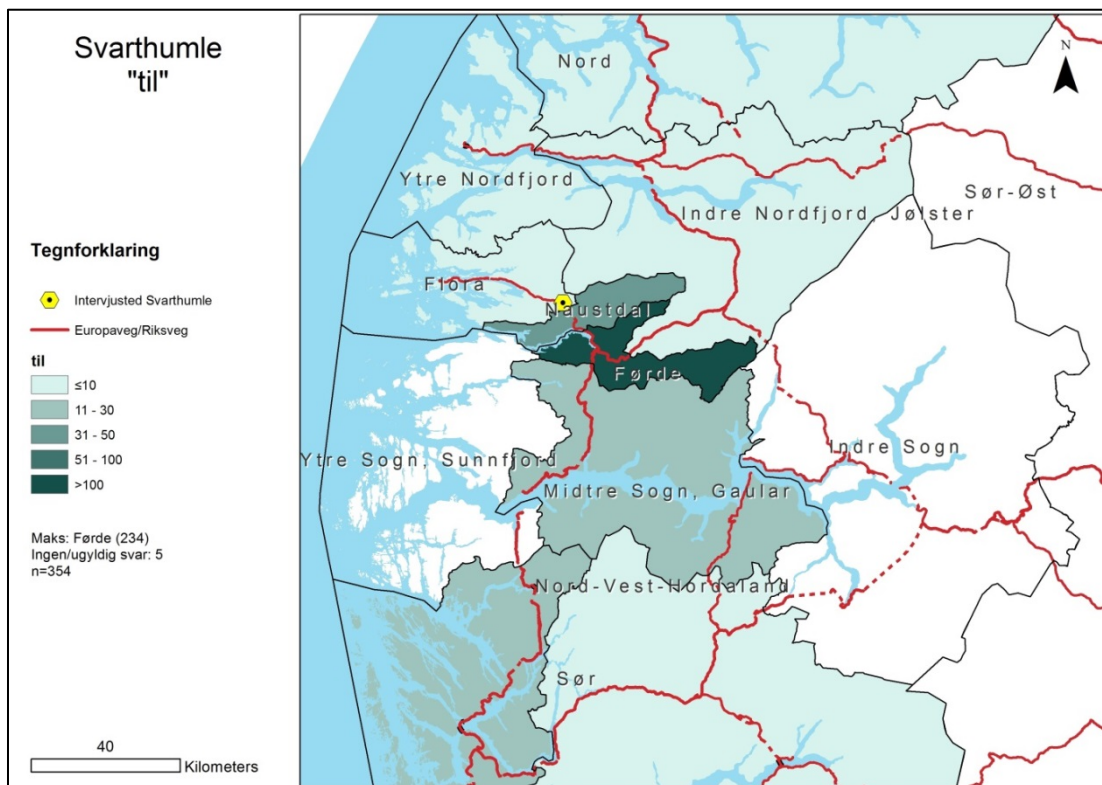 Svarthumle
"til"
Tegnforklaring
Intervjusted Svarthumle
Europaveg/Riksveg
til
≤10
11 - 30
31 - 50
51 - 100
>100
Maks: Førde (234)
Ingen/ugyldig svar: 5
n=354
40
Kilometers
N
Nord
Ytre Nordfjord
Sør-Øst
Indre Nordfjord, Jølster
Flora
Naustdal
Førde
Indre Sogn
Ytre Sogn, Sunnfjord
Midtre Sogn, Gaular
Nord-Vest-Hordaland
Sør